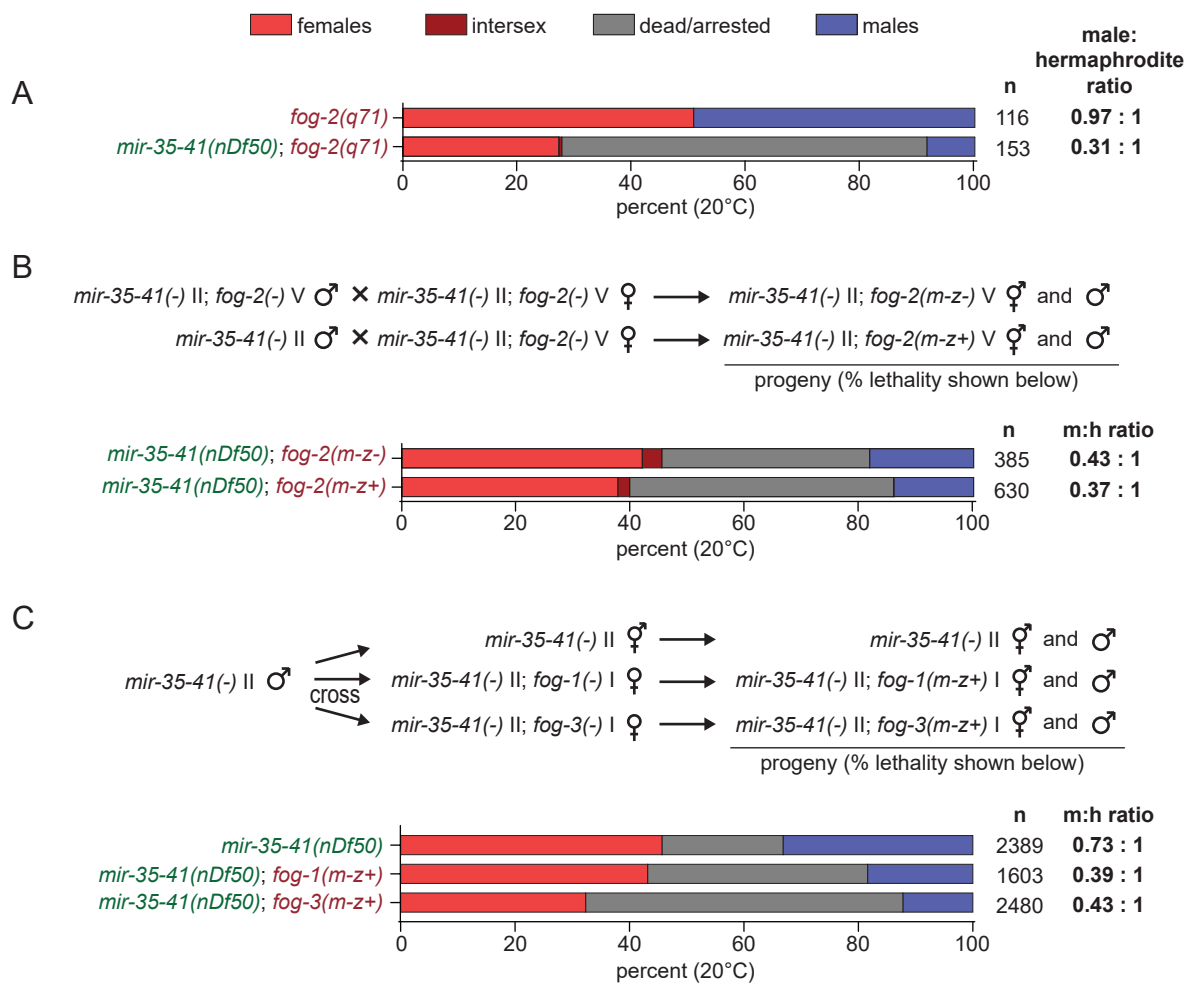 females intersex dead/arrested males
male:
hermaphrodite
n ratio
A
fog-2(q71) 116 0.97 : 1
mir-35-41(nDf50); fog-2(q71) 153 0.31 : 1
0 20 40 60 80 100
percent (20°C)
B
mir-35-41(-) II; fog-2(-) V ♂ × mir-35-41(-) II; fog-2(-) V ♀ → mir-35-41(-) II; fog-2(m-z-) V ⚥ and ♂
mir-35-41(-) II ♂ × mir-35-41(-) II; fog-2(-) V ♀ → mir-35-41(-) II; fog-2(m-z+) V ⚥ and ♂
progeny (% lethality shown below)
n m:h ratio
mir-35-41(nDf50); fog-2(m-z-) 385 0.43 : 1
mir-35-41(nDf50); fog-2(m-z+) 630 0.37 : 1
0 20 40 60 80 100
percent (20°C)
C
mir-35-41(-) II ⚥ → mir-35-41(-) II ⚥ and ♂
mir-35-41(-) II ♂ cross mir-35-41(-) II; fog-1(-) I ♀ → mir-35-41(-) II; fog-1(m-z+) I ⚥ and ♂
mir-35-41(-) II; fog-3(-) I ♀ → mir-35-41(-) II; fog-3(m-z+) I ⚥ and ♂
progeny (% lethality shown below)
n m:h ratio
mir-35-41(nDf50) 2389 0.73 : 1
mir-35-41(nDf50); fog-1(m-z+) 1603 0.39 : 1
mir-35-41(nDf50); fog-3(m-z+) 2480 0.43 : 1
0 20 40 60 80 100
percent (20°C)